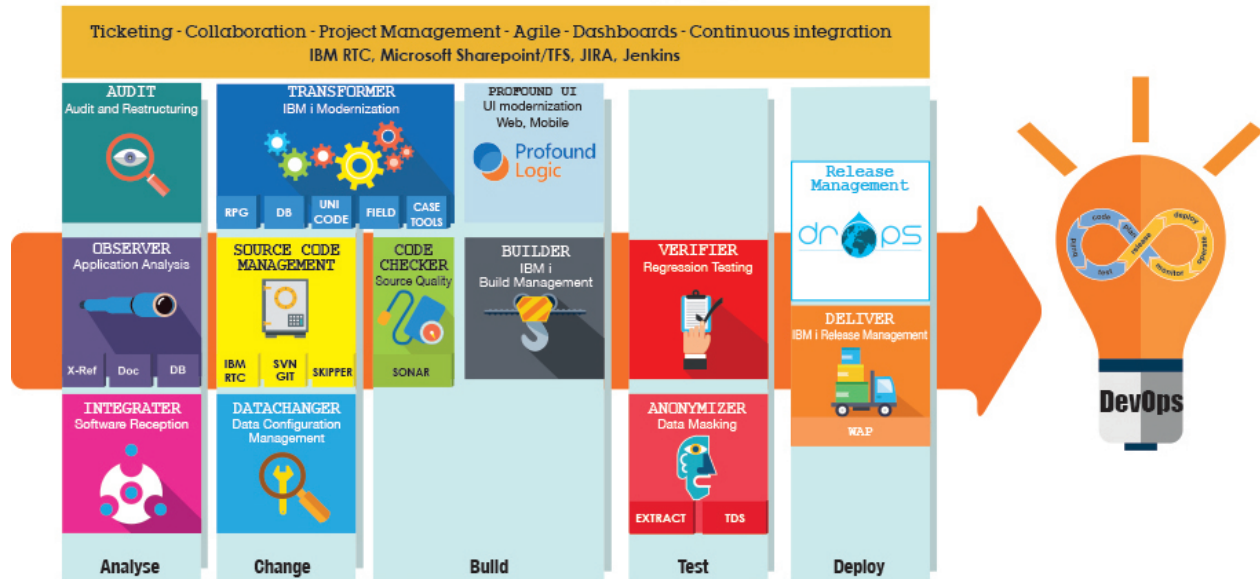 Ticketing - Collaboration - Project Management - Agile - Dashboards - Continuous integration
IBM RTC, Microsoft Sharepoint/TFS, JIRA, Jenkins
AUDIT
Audit and Restructuring
TRANSFORMER
IBM i Modernization
RPG
DB
UNI
CODE
FIELD
CASE
TOOLS
PROFOUND UI
UI modernization
Web, Mobile
Profound
Logic
Release
Management
drops
OBSERVER
Application Analysis
X-Ref
Doc
DB
SOURCE CODE
MANAGEMENT
IBM
RTC
SVN
GIT
SKIPPER
CODE
CHECKER
Source Quality
SONAR
BUILDER
IBM i
Build Management
VERIFIER
Regression Testing
DELIVER
IBM i Release Management
WAP
INTEGRATER
Software Reception
DATACHANGER
Data Configuration
Management
ANONYMIZER
Data Masking
EXTRACT
TDS
Analyse
Change
Build
Test
Deploy
code
plan
build
test
release
deploy
operate
monitor
DevOps